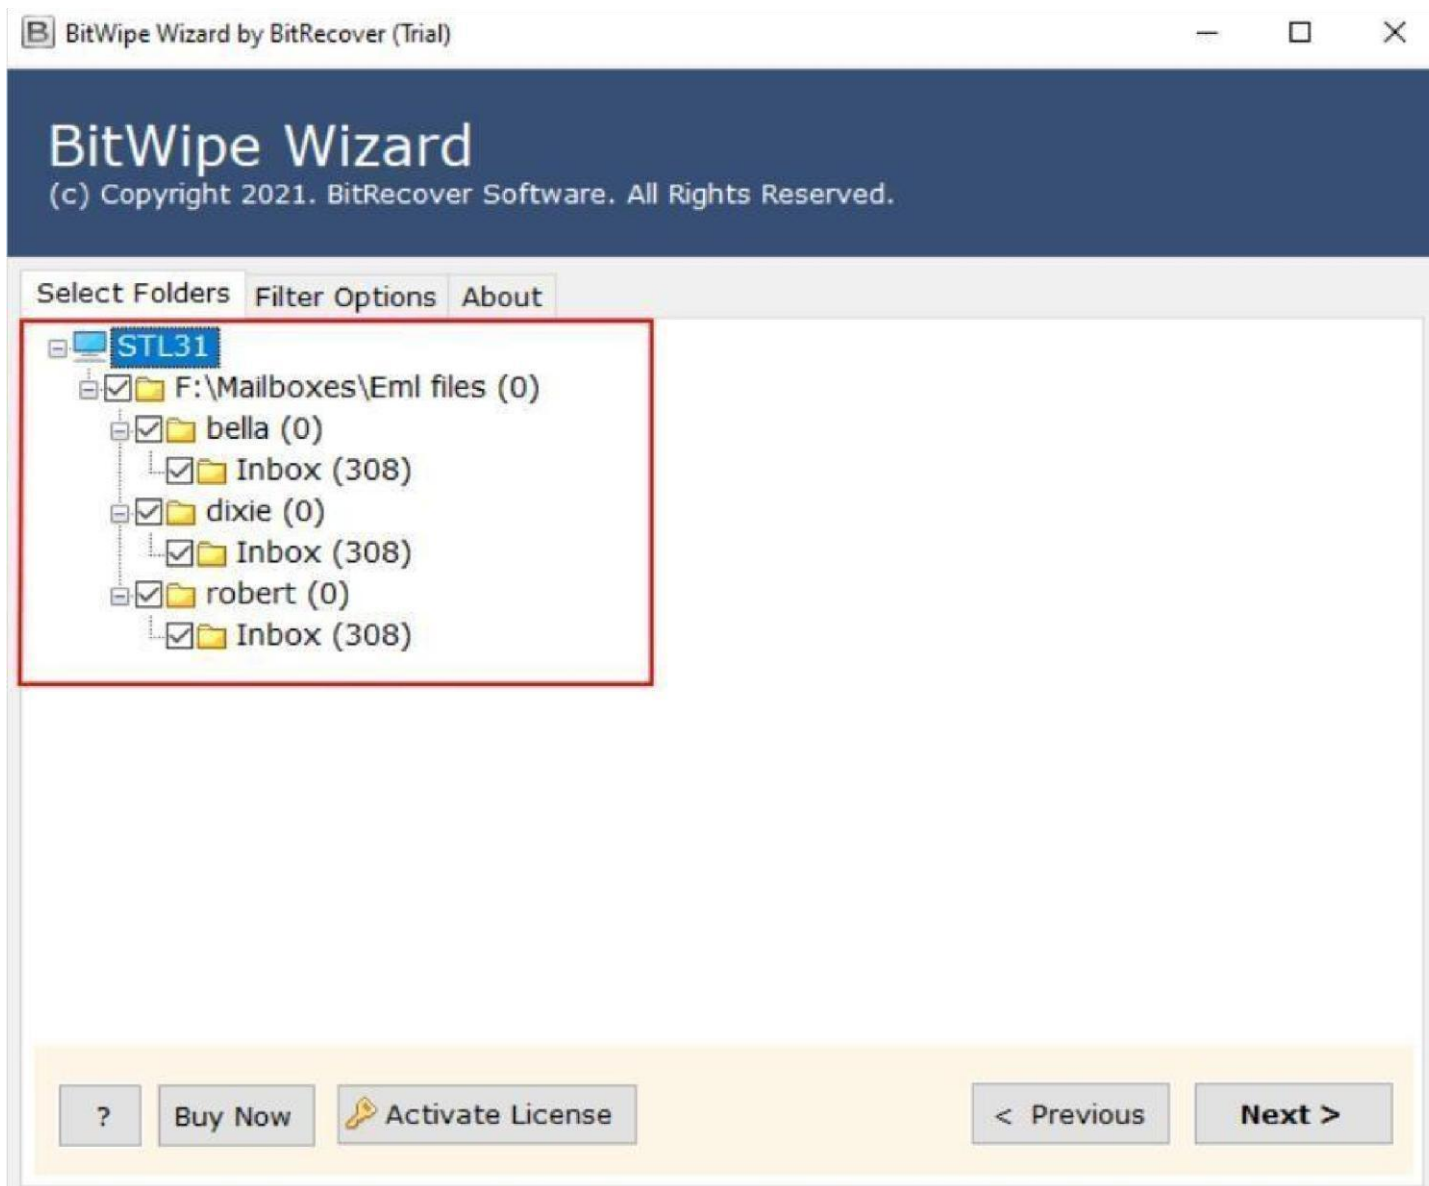 BitWipe Wizard by BitRecover (Trial)
BitWipe Wizard
(c) Copyright 2021. BitRecover Software. All Rights Reserved.
Select Folders Filter Options About
STL31
F:\Mailboxes\Eml files (0)
bella (0)
Inbox (308)
dixie (0)
Inbox (308)
robert (0)
Inbox (308)
? Buy Now Activate License < Previous Next >